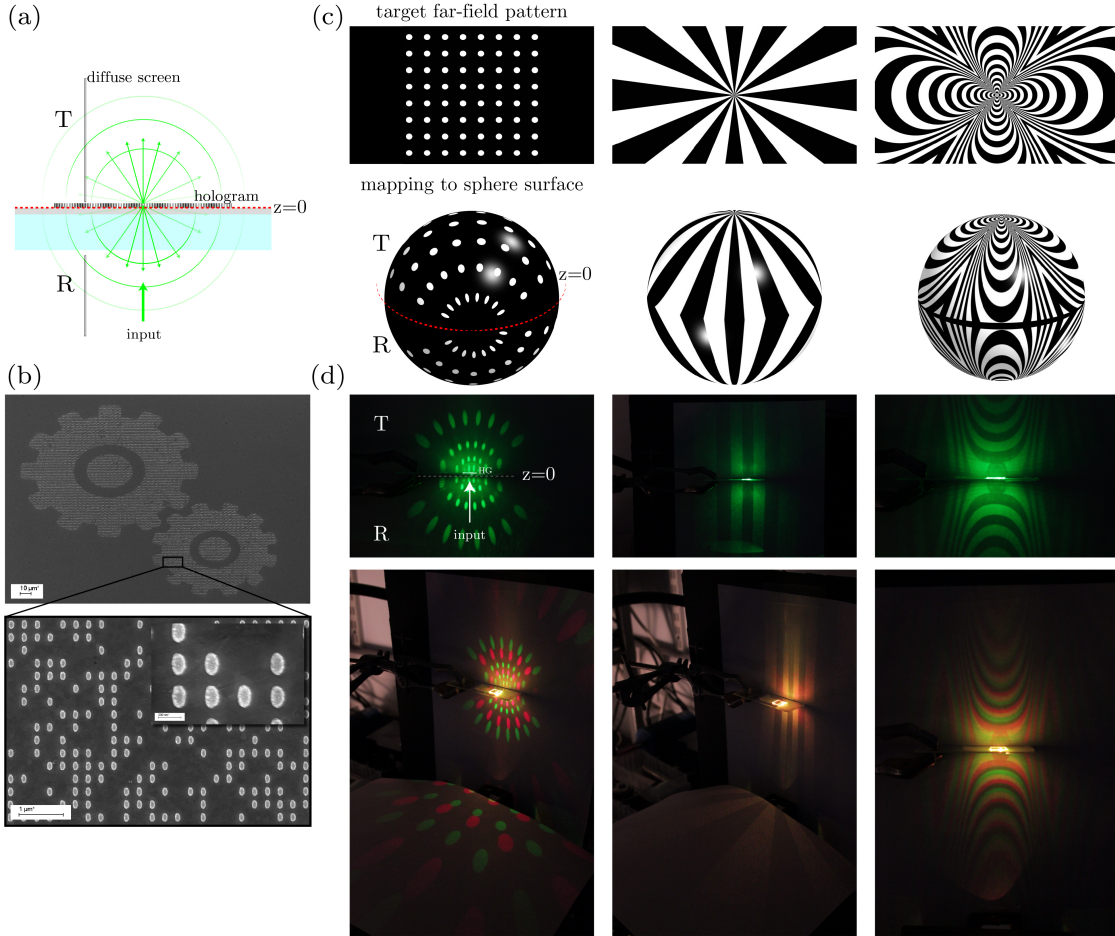 (a)
diffuse screen
T
hologram
z=0
R
input
(b)
10 µm*
1 µm*
(c)
target far-field pattern
mapping to sphere surface
T
z=0
R
(d)
T
HG
z=0
R
input